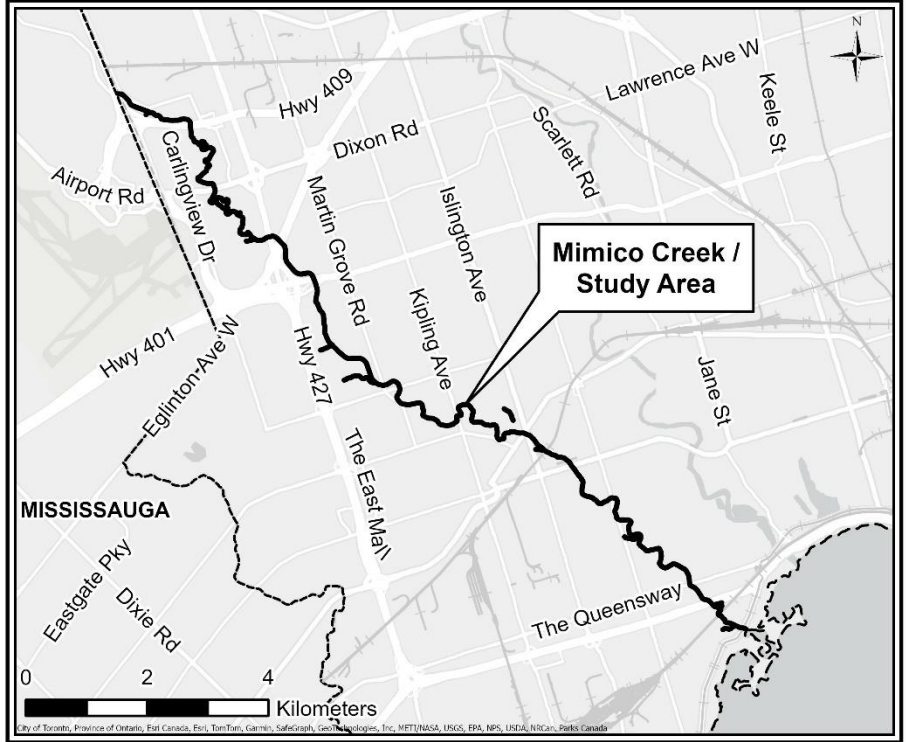 N
Hwy 409
Lawrence Ave W
Keele St
Dixon Rd
Scarlett Rd
Carlingview Dr
Airport Rd
Martin Grove Rd
Islington Ave
Mimico Creek /
Study Area
Kipling Ave
Hwy 401
Eglinton Ave W
Hwy 427
Jane St
The East Mall
MISSISSAUGA
Eastgate Pky
Dixie Rd
The Queensway
0 2 4
Kilometers
City of Toronto, Province of Ontario, Esri Canada, Esri, TomTom, Garmin, SafeGraph, GeoTechnologies, Inc, METI/NASA, USGS, EPA, NPS, USDA, NRCan, Parks Canada